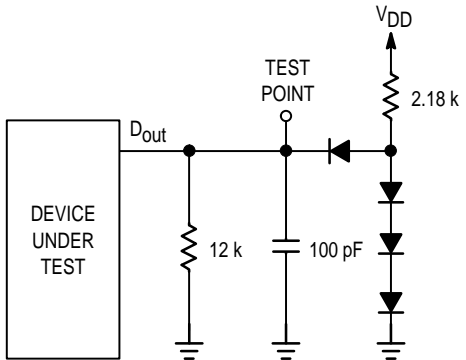 VDD
TEST
POINT
2.18 k
Dout
DEVICE
UNDER
TEST
12 k
100 pF